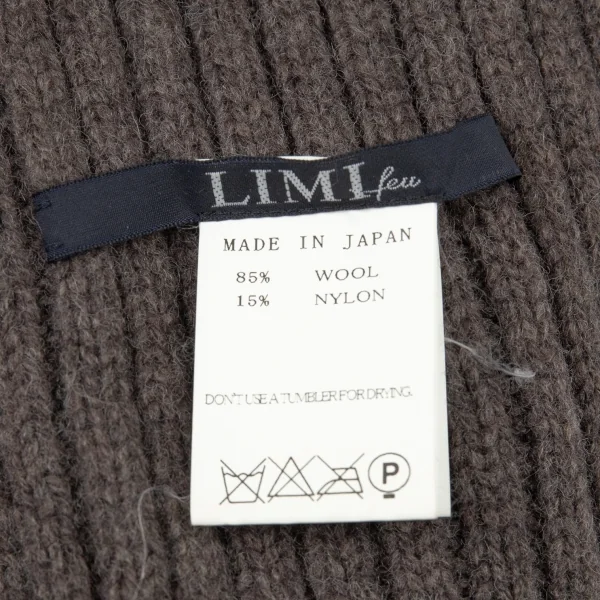 LIMI feu
MADE IN JAPAN
85% WOOL
15% NYLON
DON'T USE A TUMBLER FOR DRYING.
P